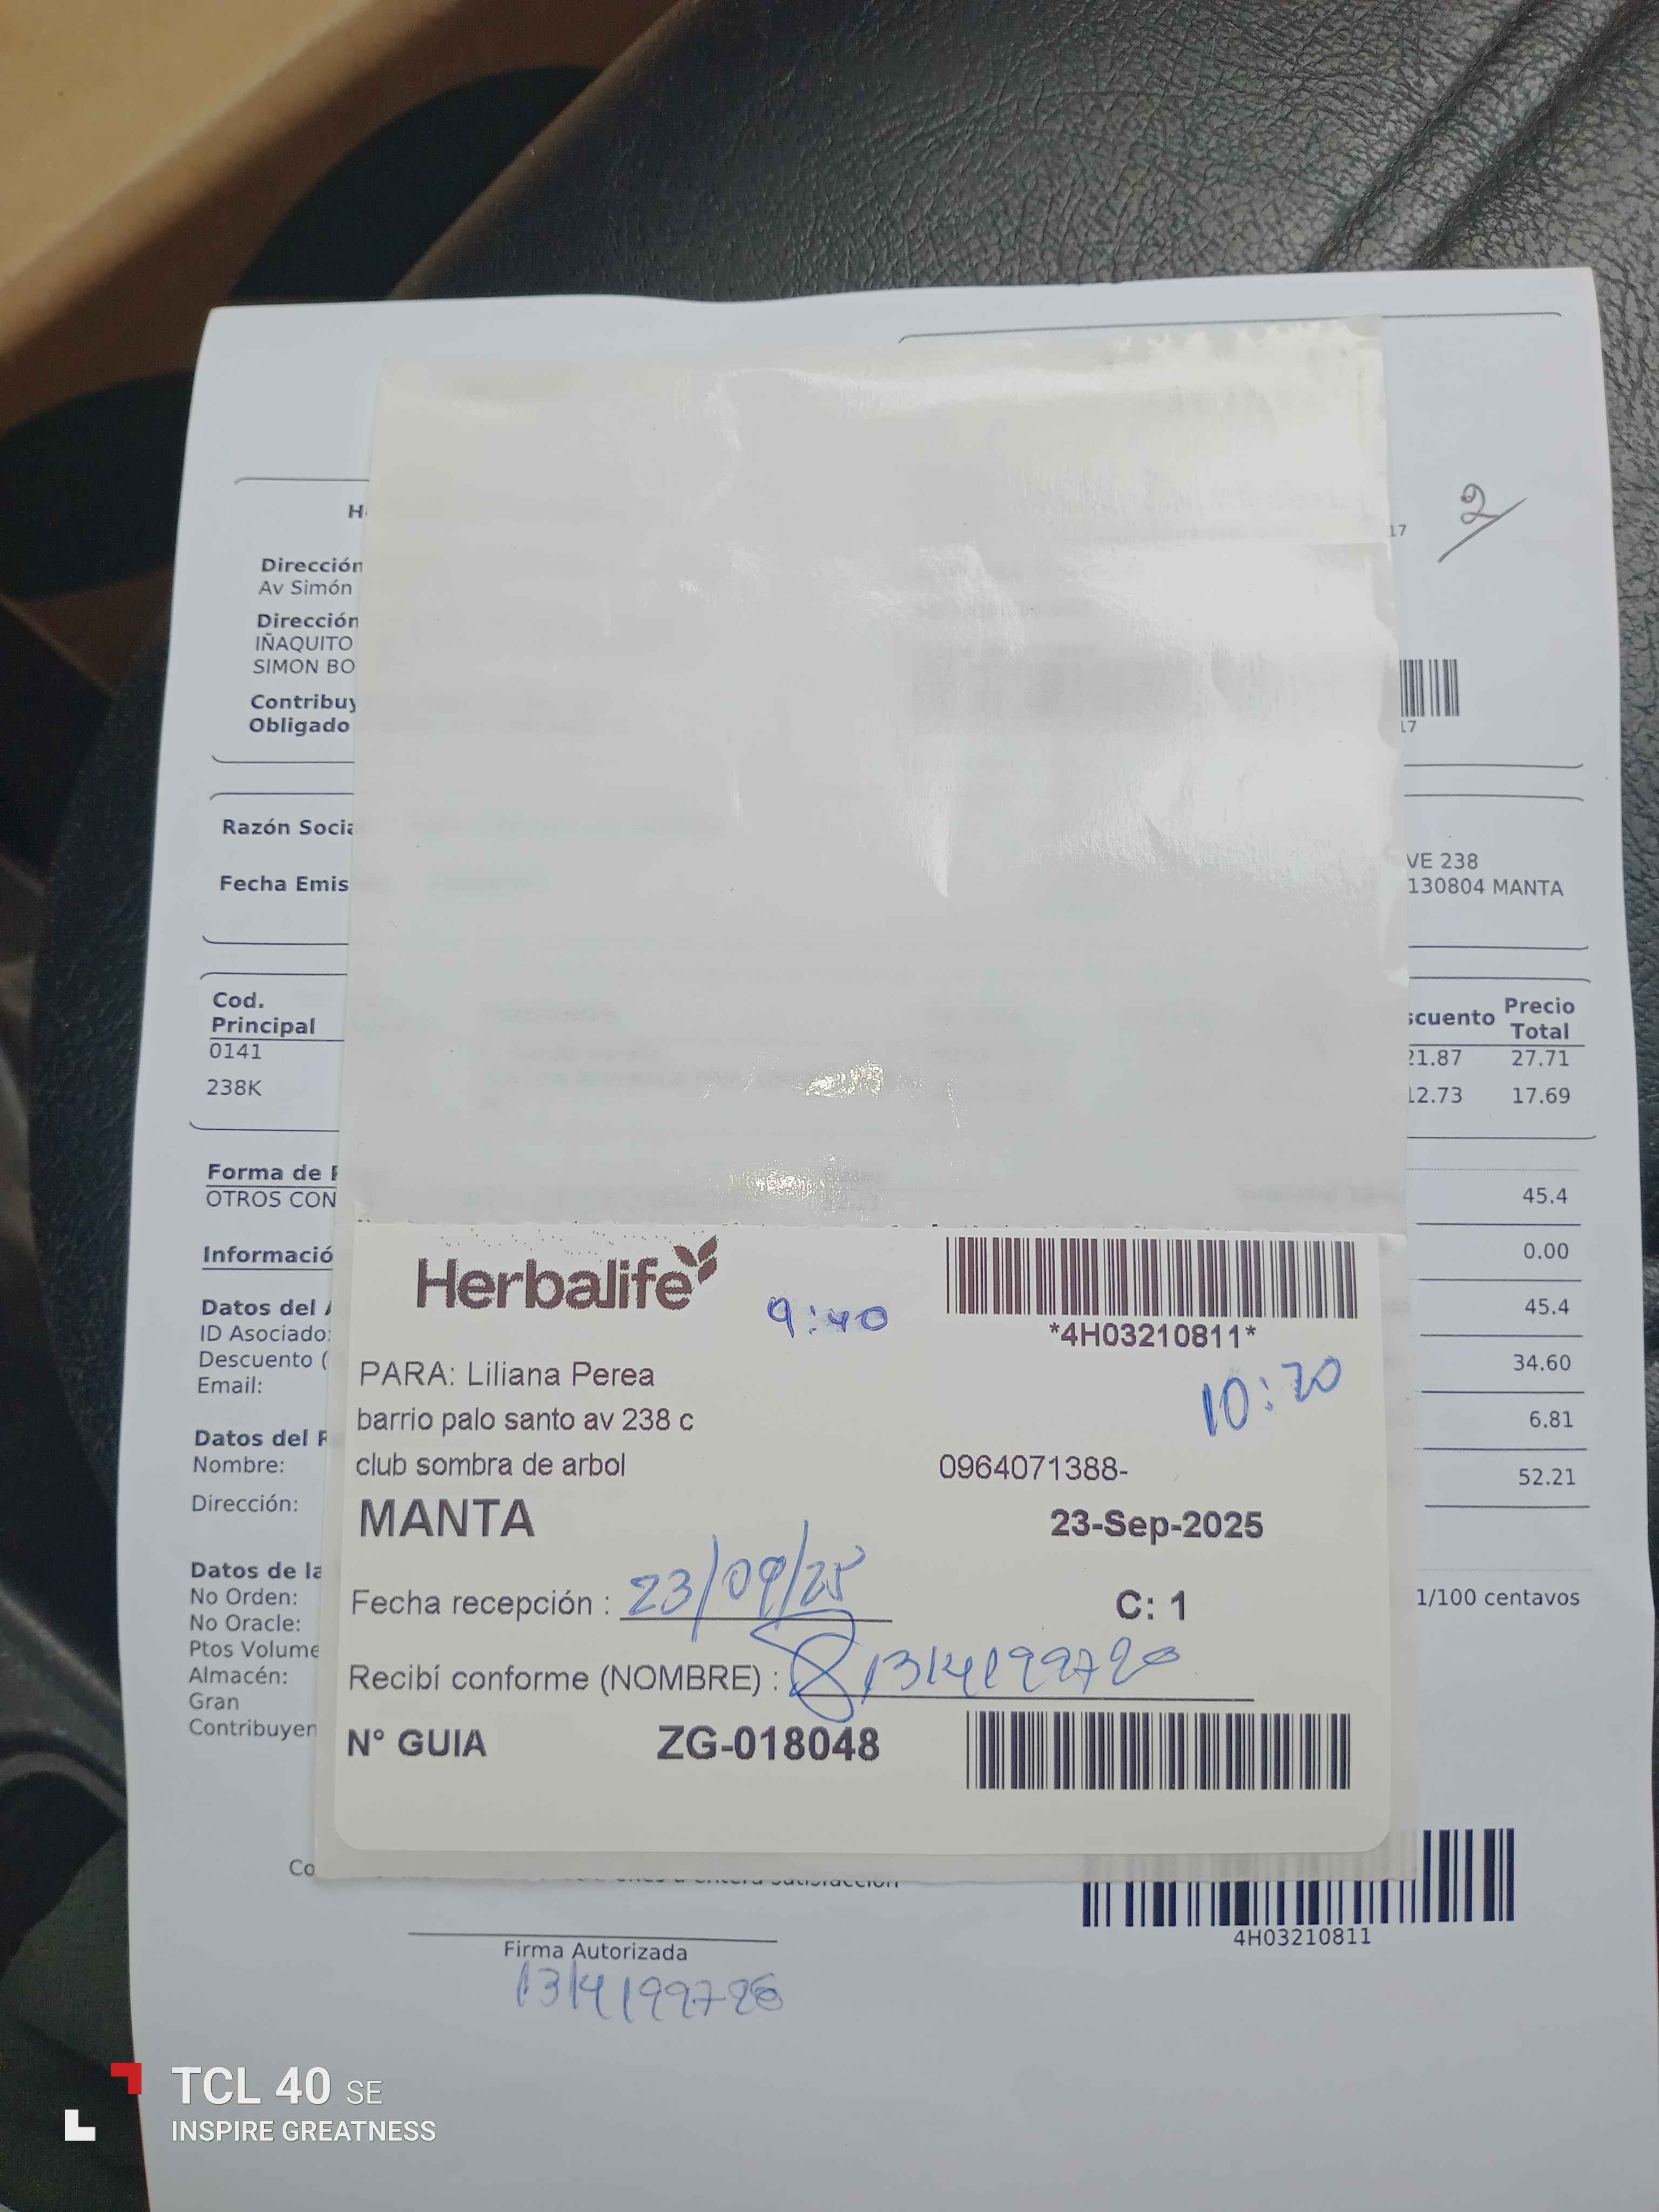 2
H
17
Dirección
Av Simón
Dirección
IÑAQUITO
SIMON BO
Contribuy
Obligado
17
Razón Socia
VE 238
Fecha Emis
130804 MANTA
Cod.
Principal
scuento
Precio
Total
0141
21.87
27.71
238K
12.73
17.69
Forma de P
OTROS CON
45.4
Informació
0.00
Datos del A
45.4
ID Asociado:
Descuento (
34.60
Email:
6.81
Datos del R
Nombre:
52.21
Dirección:
Datos de la
No Orden:
1/100 centavos
No Oracle:
Ptos Volume
Almacén:
Gran
Contribuyen
Herbalife
9:40
*4H03210811*
PARA: Liliana Perea
10:20
barrio palo santo av 238 c
club sombra de arbol
0964071388-
MANTA
23-Sep-2025
Fecha recepción : 23/09/25
C: 1
Recibí conforme (NOMBRE) :
N° GUIA
ZG-018048
Co
entera satisfacción
4H03210811
Firma Autorizada
TCL 40 SE
INSPIRE GREATNESS